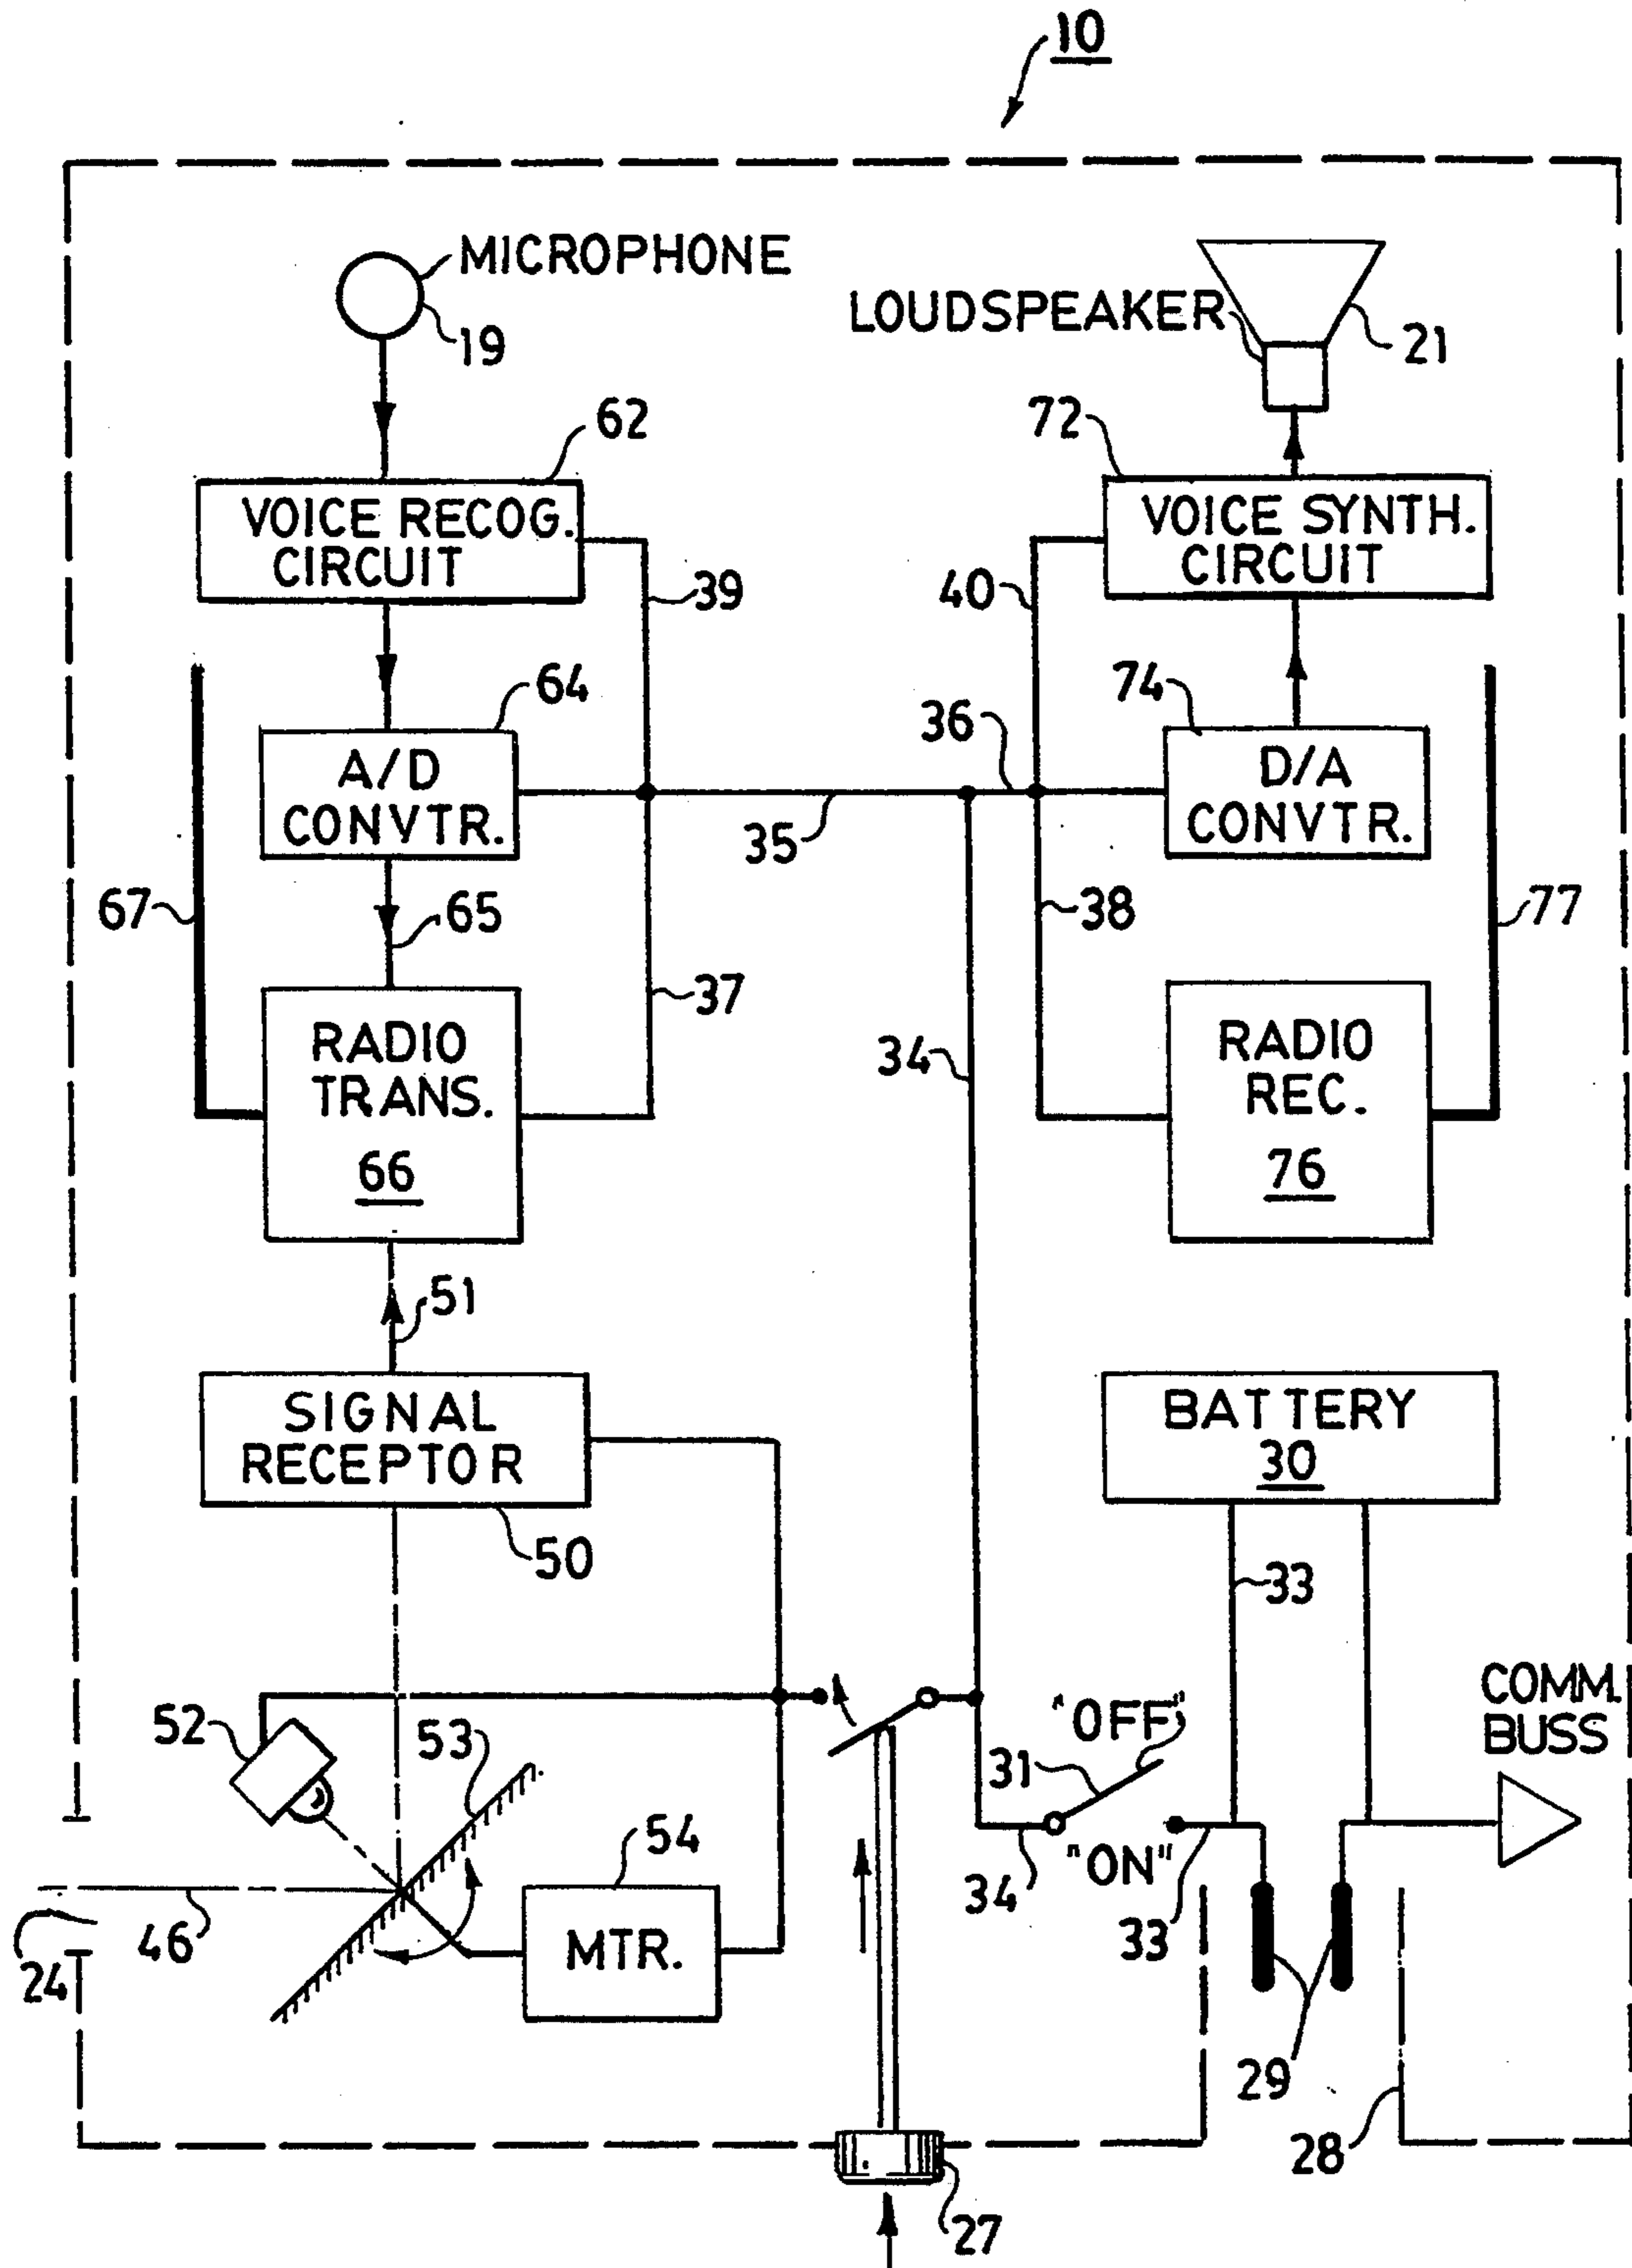 10
MICROPHONE
19
LOUDSPEAKER
21
62
72
VOICE RECOG.
CIRCUIT
VOICE SYNTH.
CIRCUIT
39
40
64
74
36
A/D
CONVTR.
D/A
CONVTR.
35
67
65
38
77
37
RADIO
TRANS.
66
34
RADIO
REC.
76
51
SIGNAL
RECEPTOR
BATTERY
30
50
33
COMM.
BUSS
52
53
"OFF"
31
54
"ON"
34
33
46
24
MTR.
29
28
27